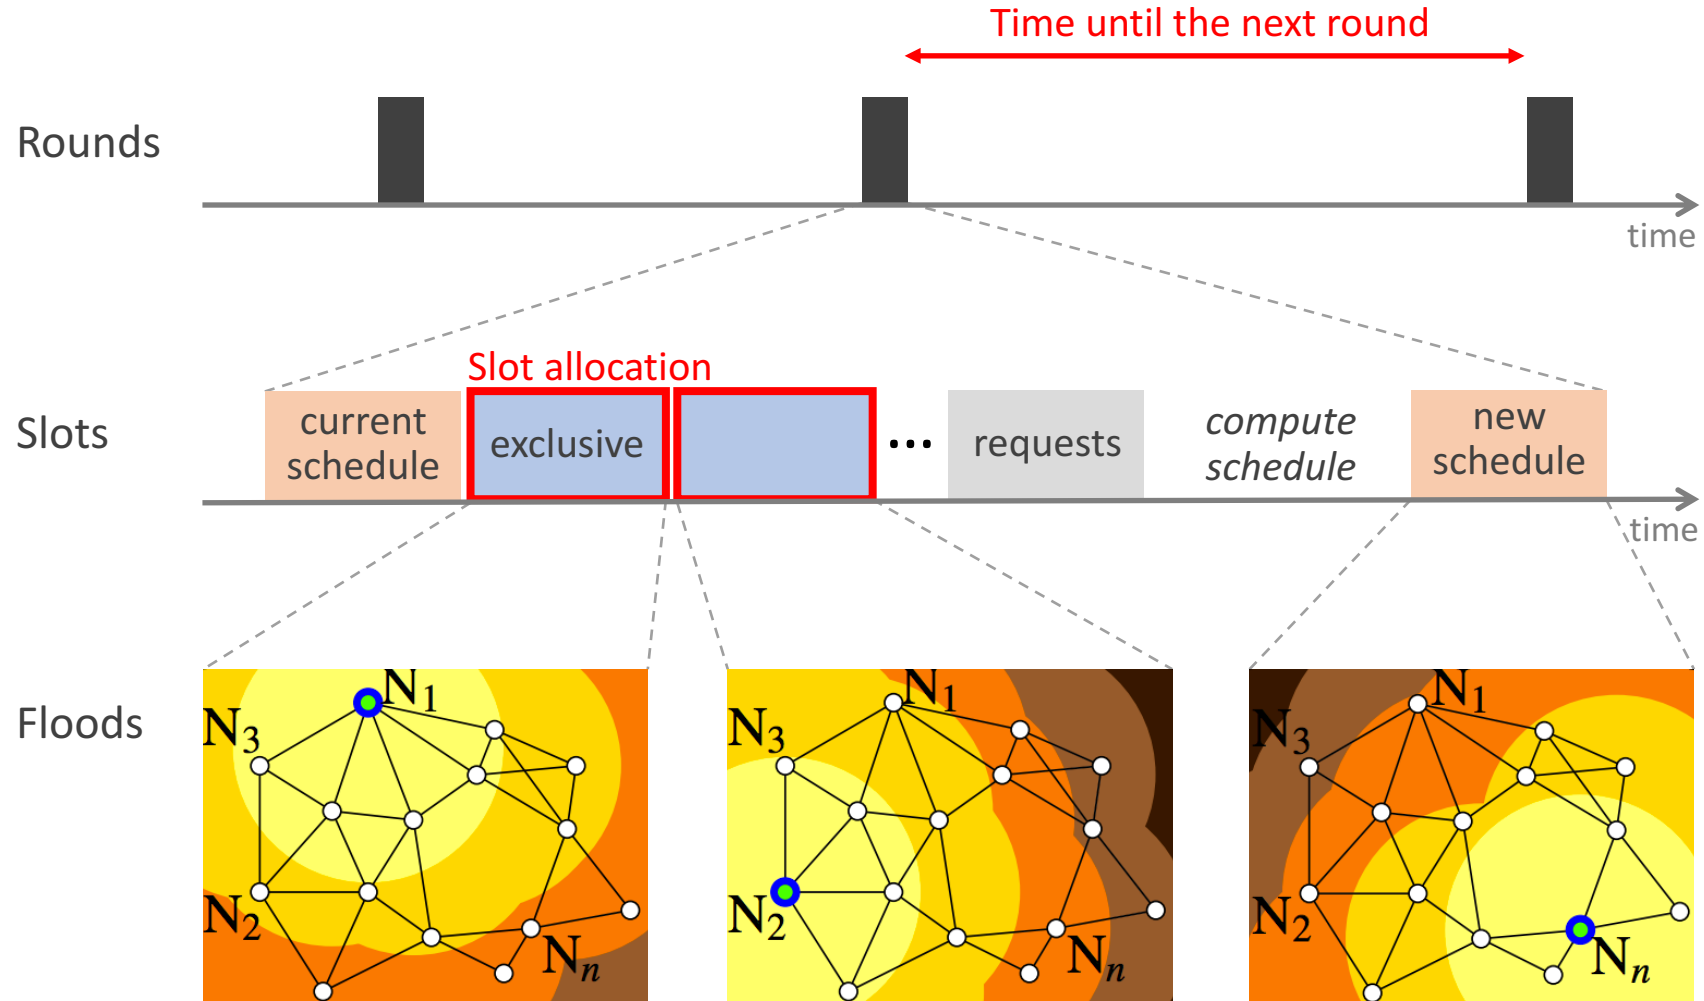 Time until the next round
Rounds
time
Slot allocation
Slots
current
schedule
exclusive
...
requests
compute
schedule
new
schedule
time
Floods
N1
N3
N2
Nn
N1
N3
N2
Nn
N1
N3
N2
Nn